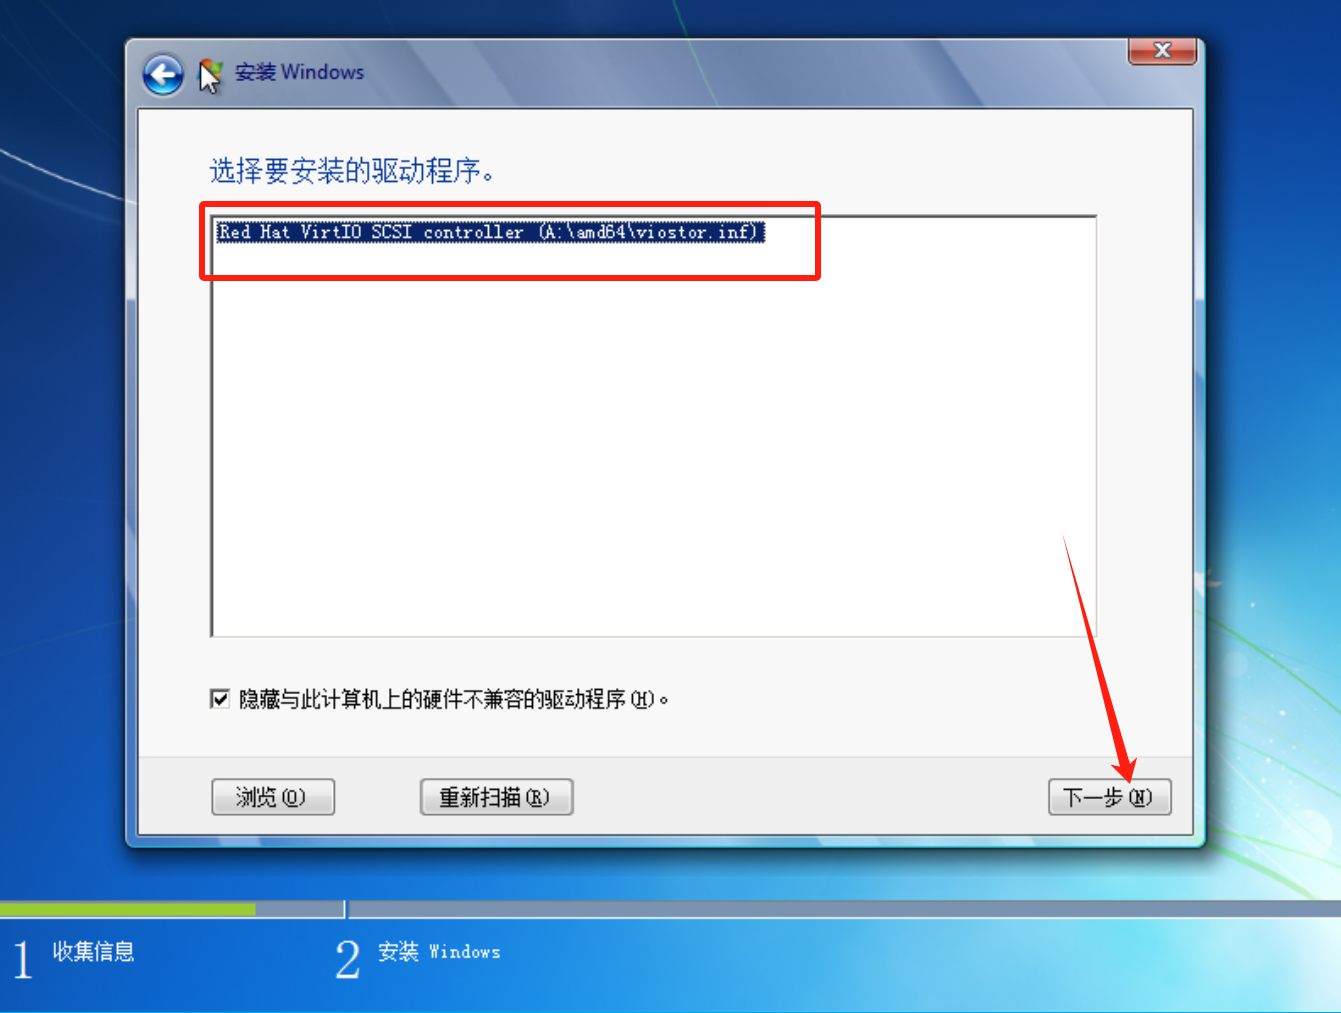 安装 Windows
选择要安装的驱动程序。
Red Hat VirtIO SCSI controller (A:\amd64\viostor.inf)
隐藏与此计算机上的硬件不兼容的驱动程序(H)。
浏览(O)
重新扫描(R)
下一步(N)
1 收集信息
2 安装 Windows